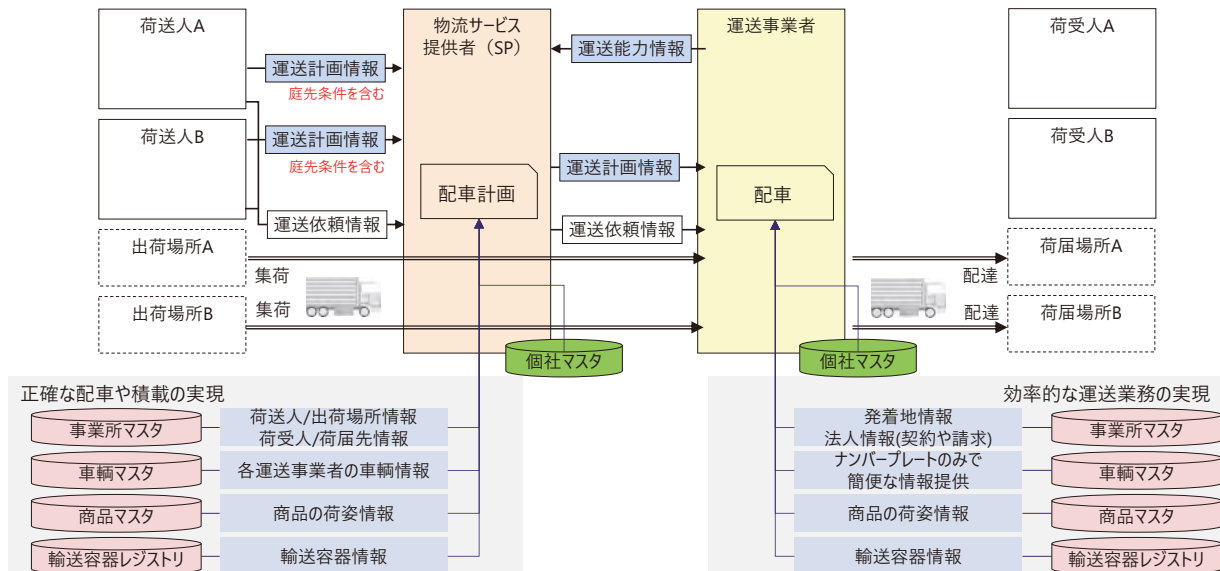 荷送人A
物流サービス
提供者（SP）
運送事業者
荷受人A
運送能力情報
運送計画情報
庭先条件を含む
荷送人B
荷受人B
運送計画情報
庭先条件を含む
運送計画情報
配車計画
配車
運送依頼情報
運送依頼情報
出荷場所A
荷届場所A
集荷
配達
集荷
配達
出荷場所B
荷届場所B
個社マスタ
個社マスタ
正確な配車や積載の実現
事業所マスタ
荷送人/出荷場所情報
荷受人/荷届先情報
車輌マスタ
各運送事業者の車輌情報
商品マスタ
商品の荷姿情報
輸送容器レジストリ
輸送容器情報
効率的な運送業務の実現
発着地情報
法人情報(契約や請求)
事業所マスタ
ナンバープレートのみで
簡便な情報提供
車輌マスタ
商品の荷姿情報
商品マスタ
輸送容器情報
輸送容器レジストリ